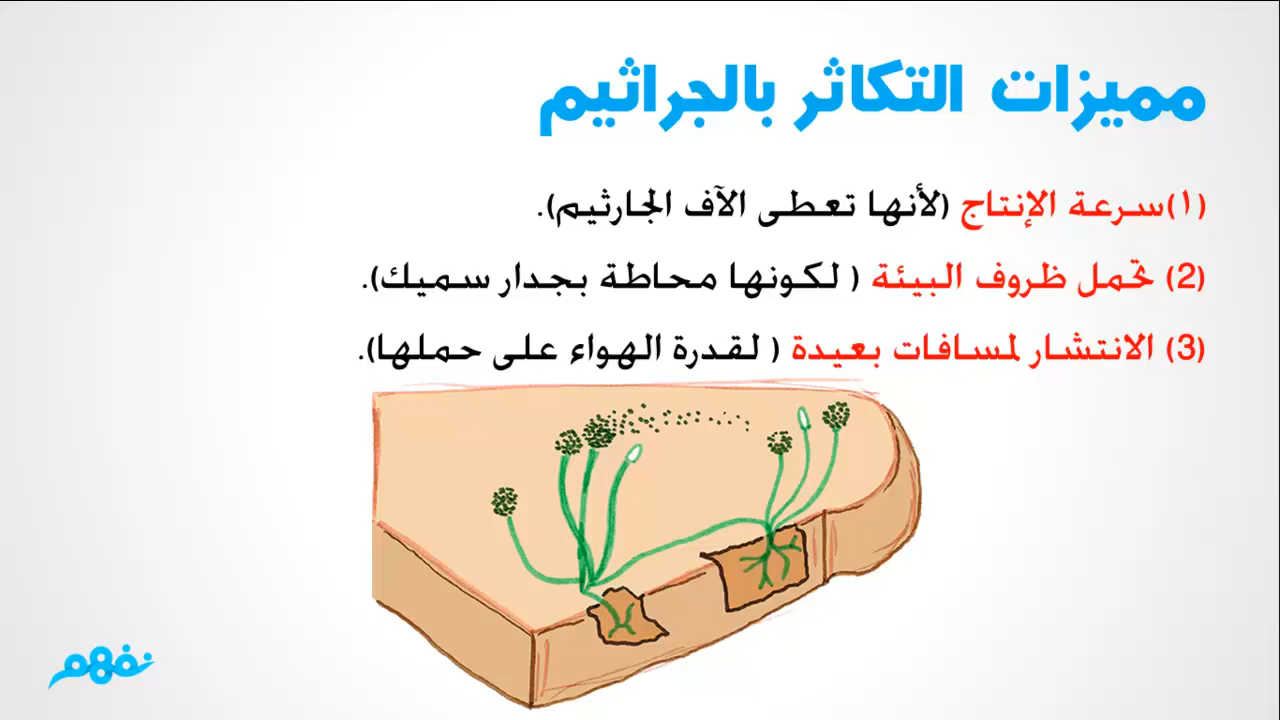 مميزات التكاثر بالجراثيم
(١)سرعة الإنتاج (لأنها تعطى الآف الجارثيم).
(2) تحمل ظروف البيئة ( لكونها محاطة بجدار سميك).
(3) الانتشار لمسافات بعيدة ( لقدرة الهواء على حملها).
نفهم